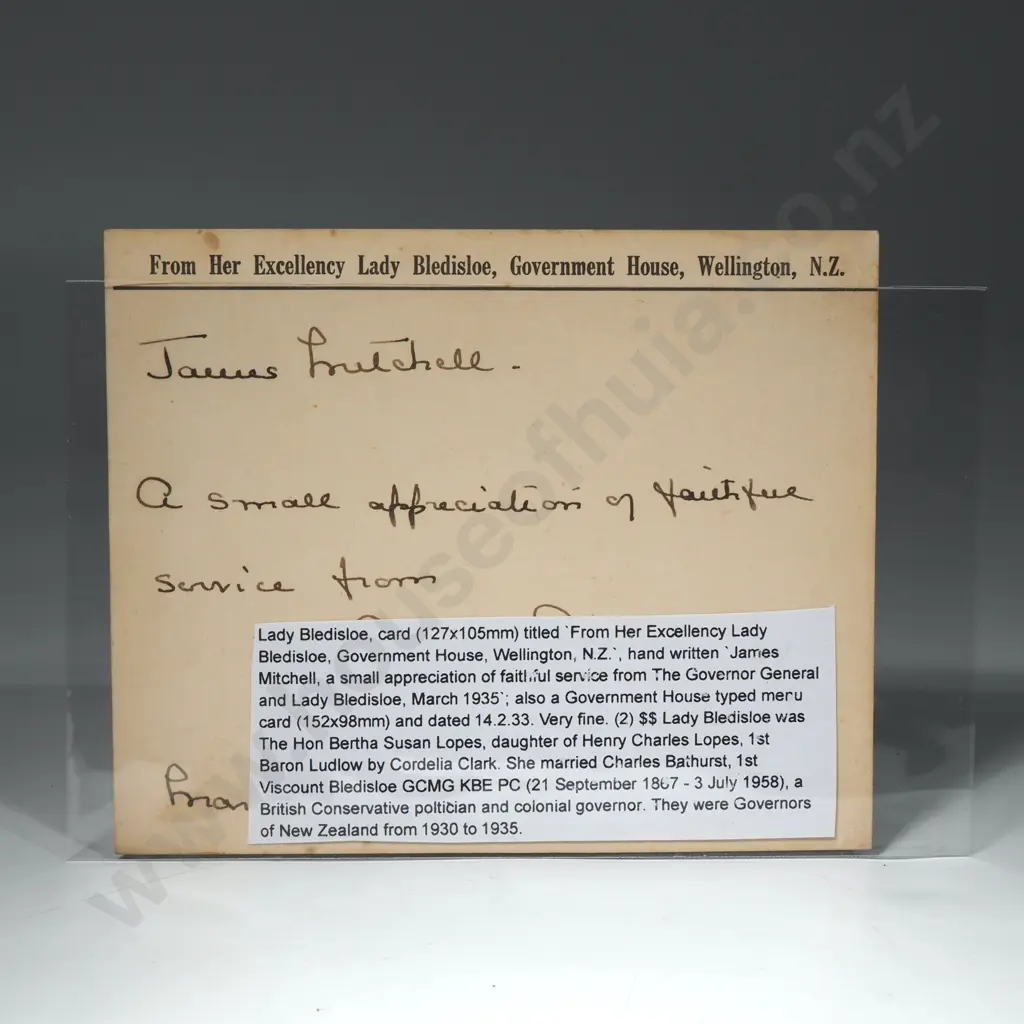 From Her Excellency Lady Bledisloe, Government House, Wellington, N.Z.
James Mitchell.
A small appreciation of faithful
service from
Lady Bledisloe, card (127x105mm) titled `From Her Excellency Lady
Bledisloe, Government House, Wellington, N.Z.`, hand written `James
Mitchell, a small appreciation of faithful service from The Governor General
and Lady Bledisloe, March 1935`; also a Government House typed menu
card (152x98mm) and dated 14.2.33. Very fine. (2) $$ Lady Bledisloe was
The Hon Bertha Susan Lopes, daughter of Henry Charles Lopes, 1st
Baron Ludlow by Cordelia Clark. She married Charles Bathurst, 1st
Viscount Bledisloe GCMG KBE PC (21 September 1867 - 3 July 1958), a
British Conservative politician and colonial governor. They were Governors
of New Zealand from 1930 to 1935.
Mar
www.houseofhuia.co.nz